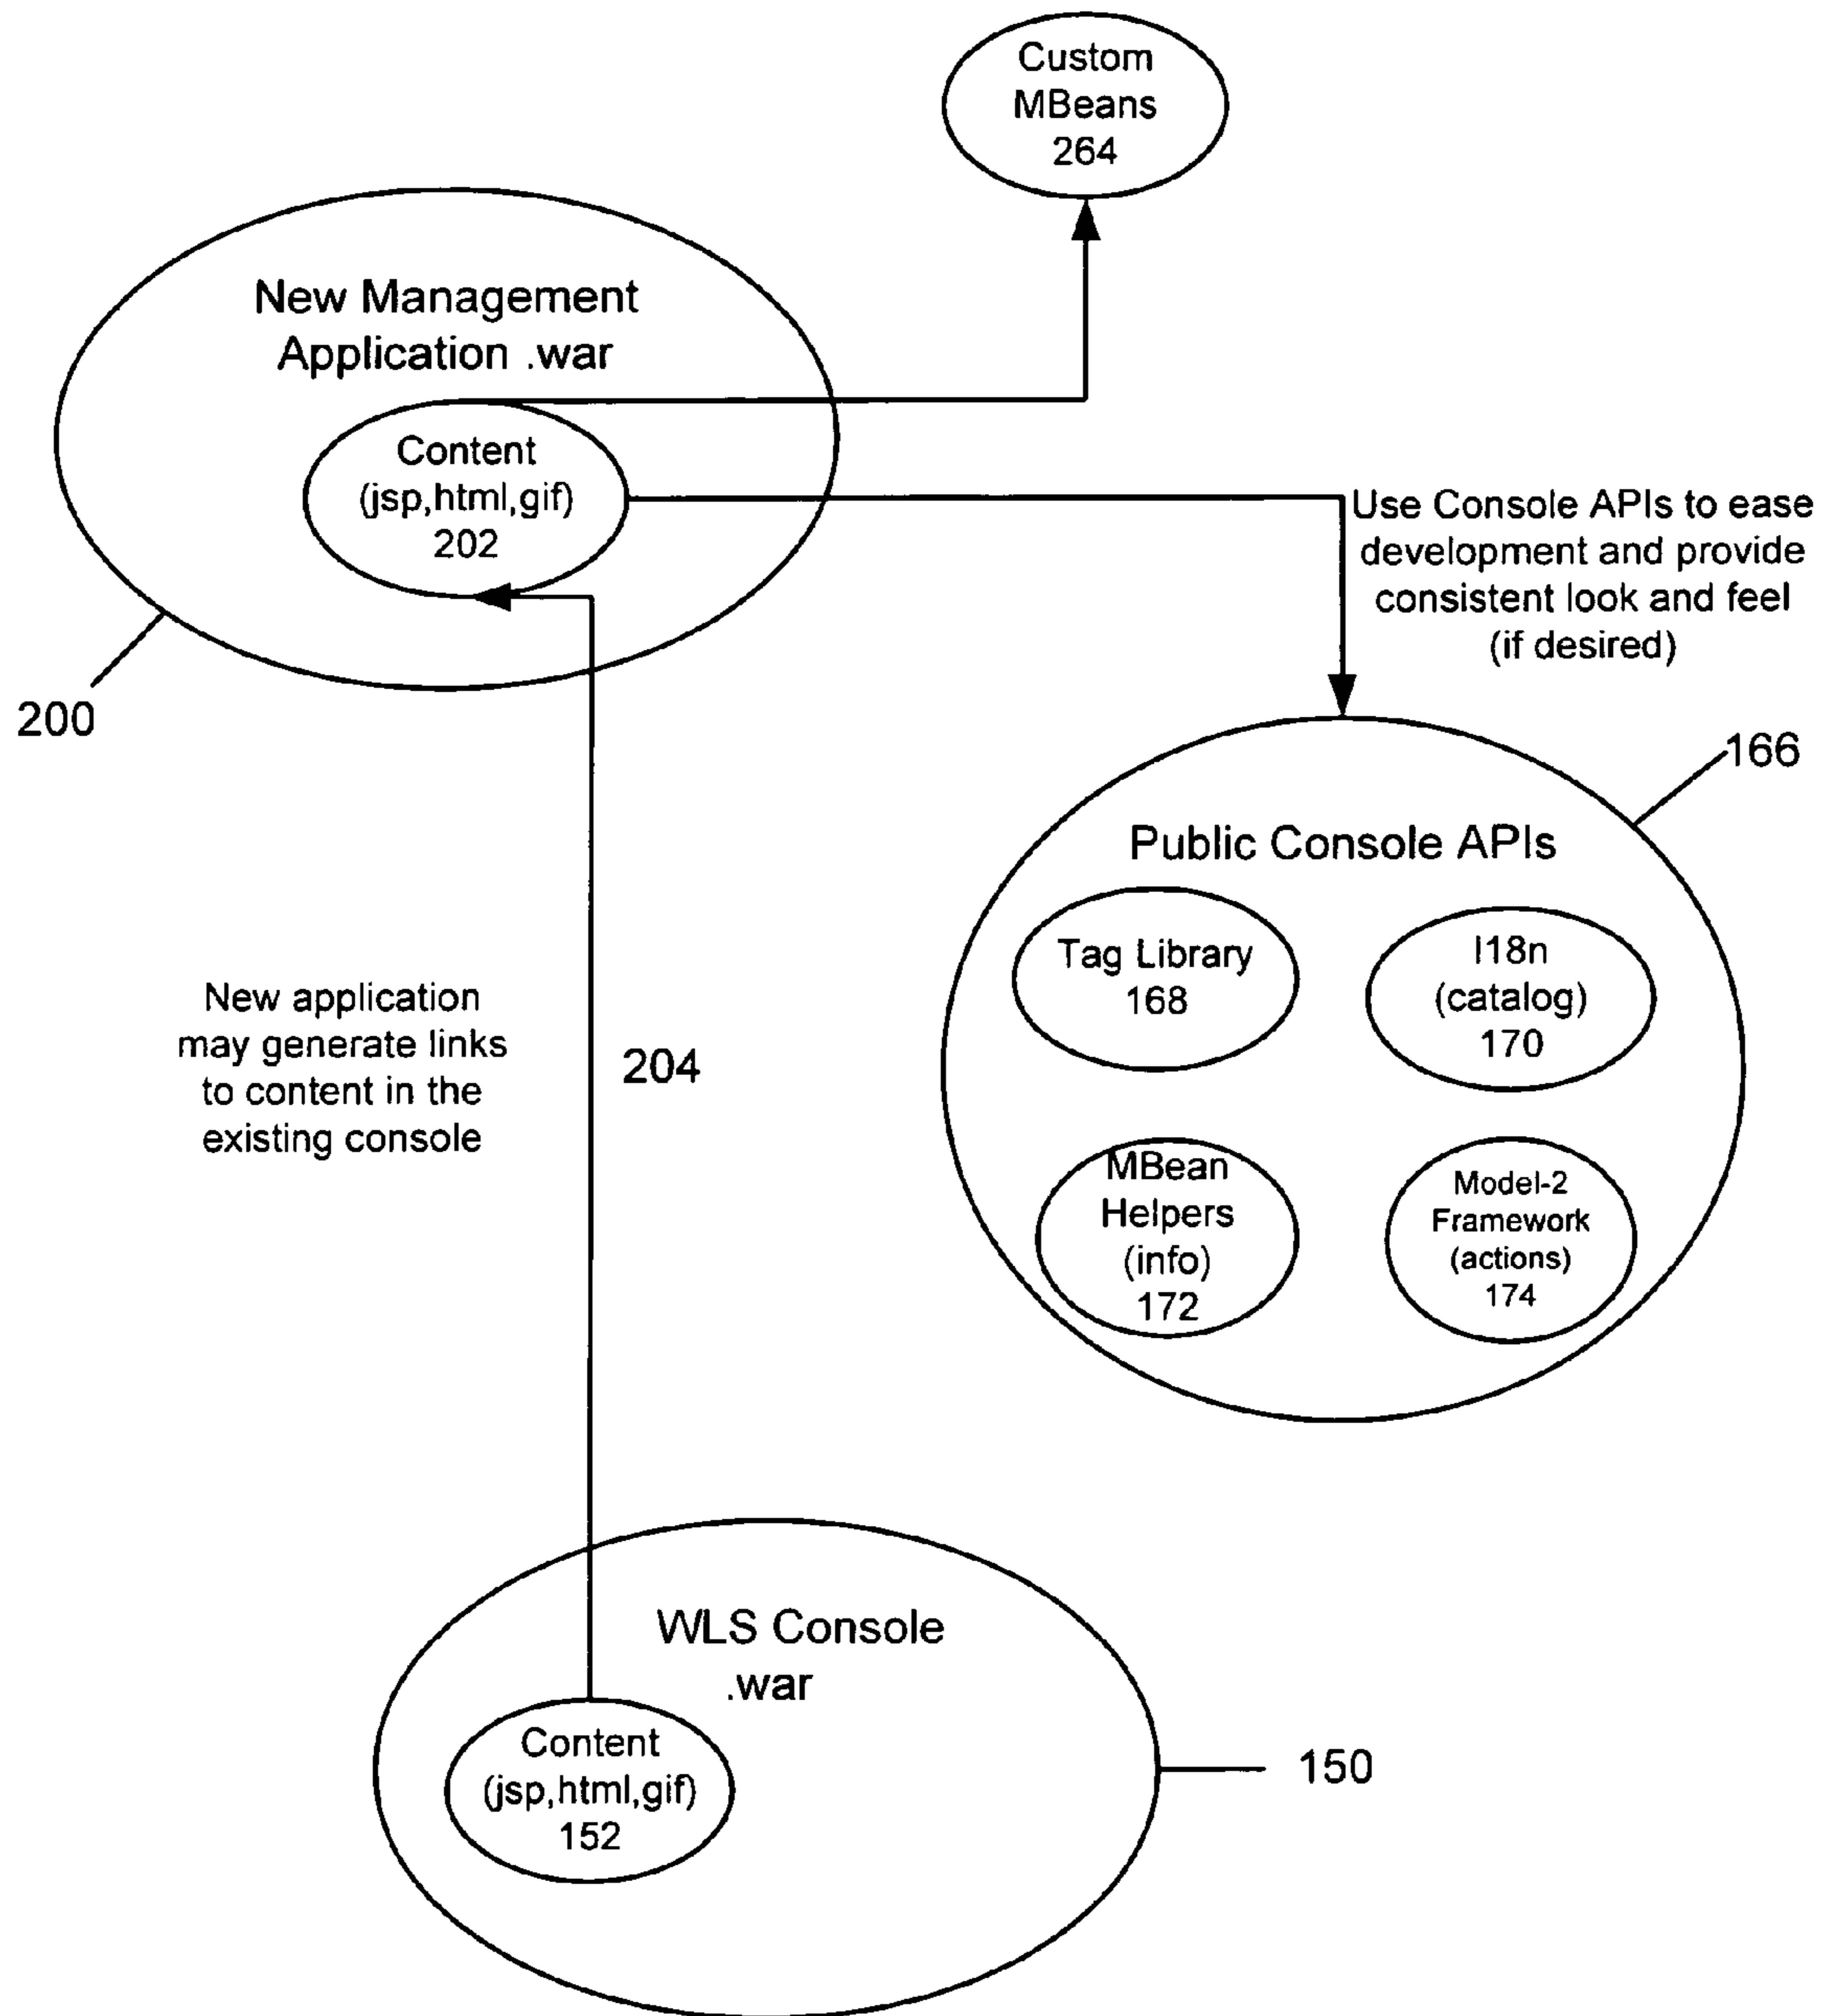 Custom
MBeans
264
New Management
Application .war
Content
(jsp,html,gif)
202
Use Console APIs to ease
development and provide
consistent look and feel
(if desired)
200
166
Public Console APIs
Tag Library
168
I18n
(catalog)
170
New application
may generate links
to content in the
existing console
204
MBean
Helpers
(info)
172
Model-2
Framework
(actions)
174
WLS Console
.war
Content
(jsp,html,gif)
152
150